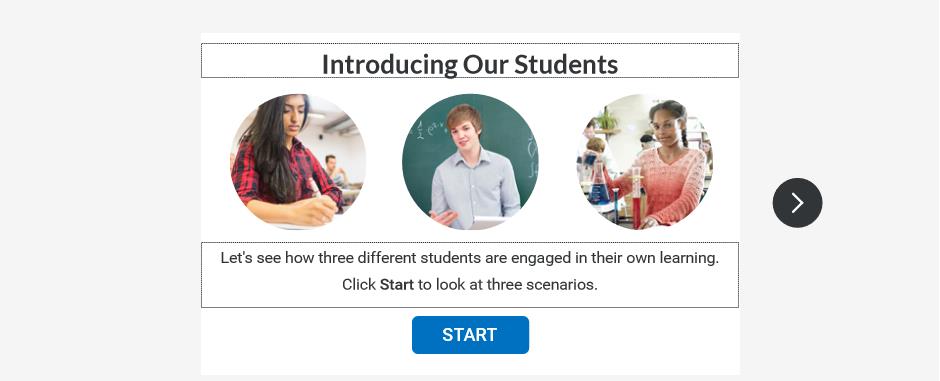 Introducing Our Students
Let's see how three different students are engaged in their own learning.
Click Start to look at three scenarios.
START